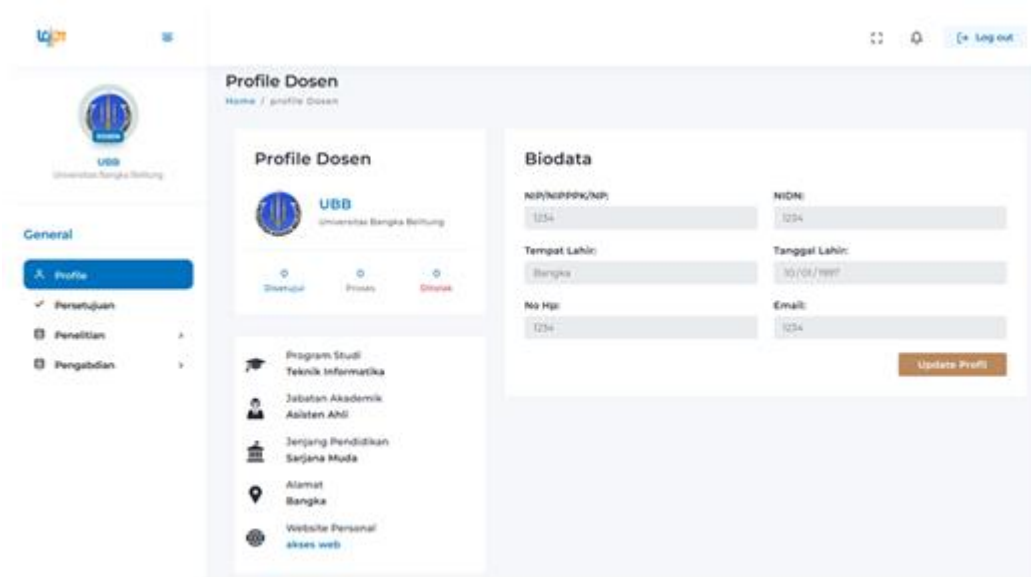 Log out
DOSEN
UBB
Universitas Bangka Belitung
General
Profile
Persetujuan
Penelitian
Pengabdian
Profile Dosen
Home / profile Dosen
Profile Dosen
UBB
Universitas Bangka Belitung
0 0 0
Disetujui Proses Ditolak
Program Studi
Teknik Informatika
Jabatan Akademik
Asisten Ahli
Jenjang Pendidikan
Sarjana Muda
Alamat
Bangka
Website Personal
akses web
Biodata
NIP/NIPPPK/NP: NIDN:
1234 1234
Tempat Lahir: Tanggal Lahir:
Bangka 10/01/1997
No Hp: Email:
1234 1234
Update Profil